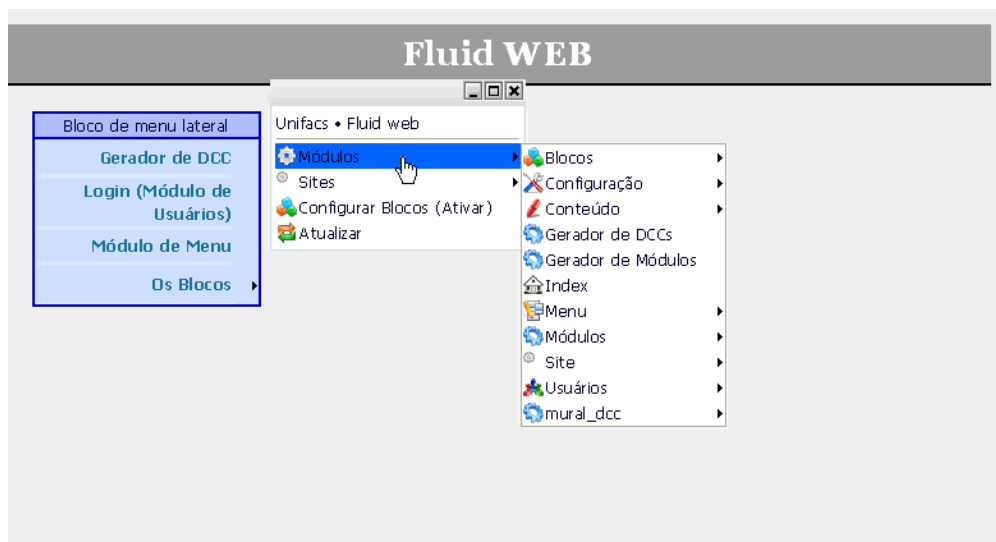 Fluid WEB
Bloco de menu lateral
Gerador de DCC
Login (Módulo de
Usuários)
Módulo de Menu
Os Blocos
Unifacs • Fluid web
Módulos
Sites
Configurar Blocos (Ativar)
Atualizar
Blocos
Configuração
Conteúdo
Gerador de DCCs
Gerador de Módulos
Index
Menu
Módulos
Site
Usuários
mural_dcc